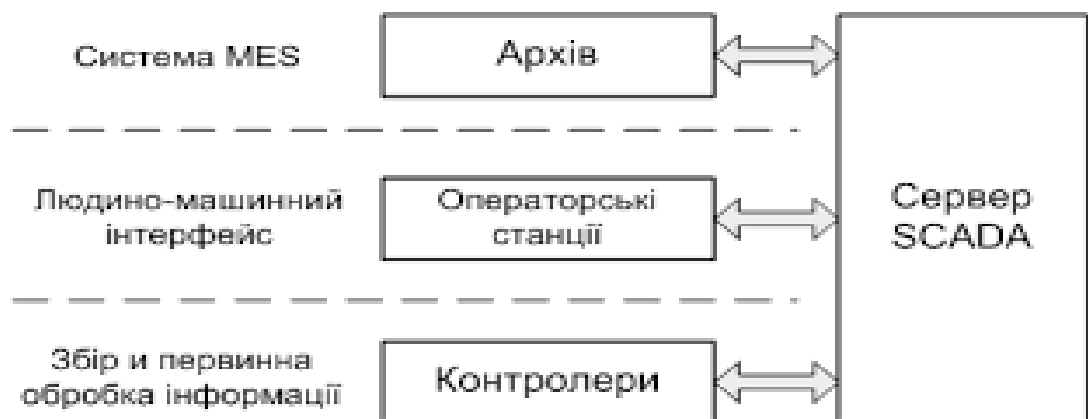 Система MES
Архів
Людино-машинний
інтерфейс
Операторські
станції
Сервер
SCADA
Збір и первинна
обробка інформації
Контролери